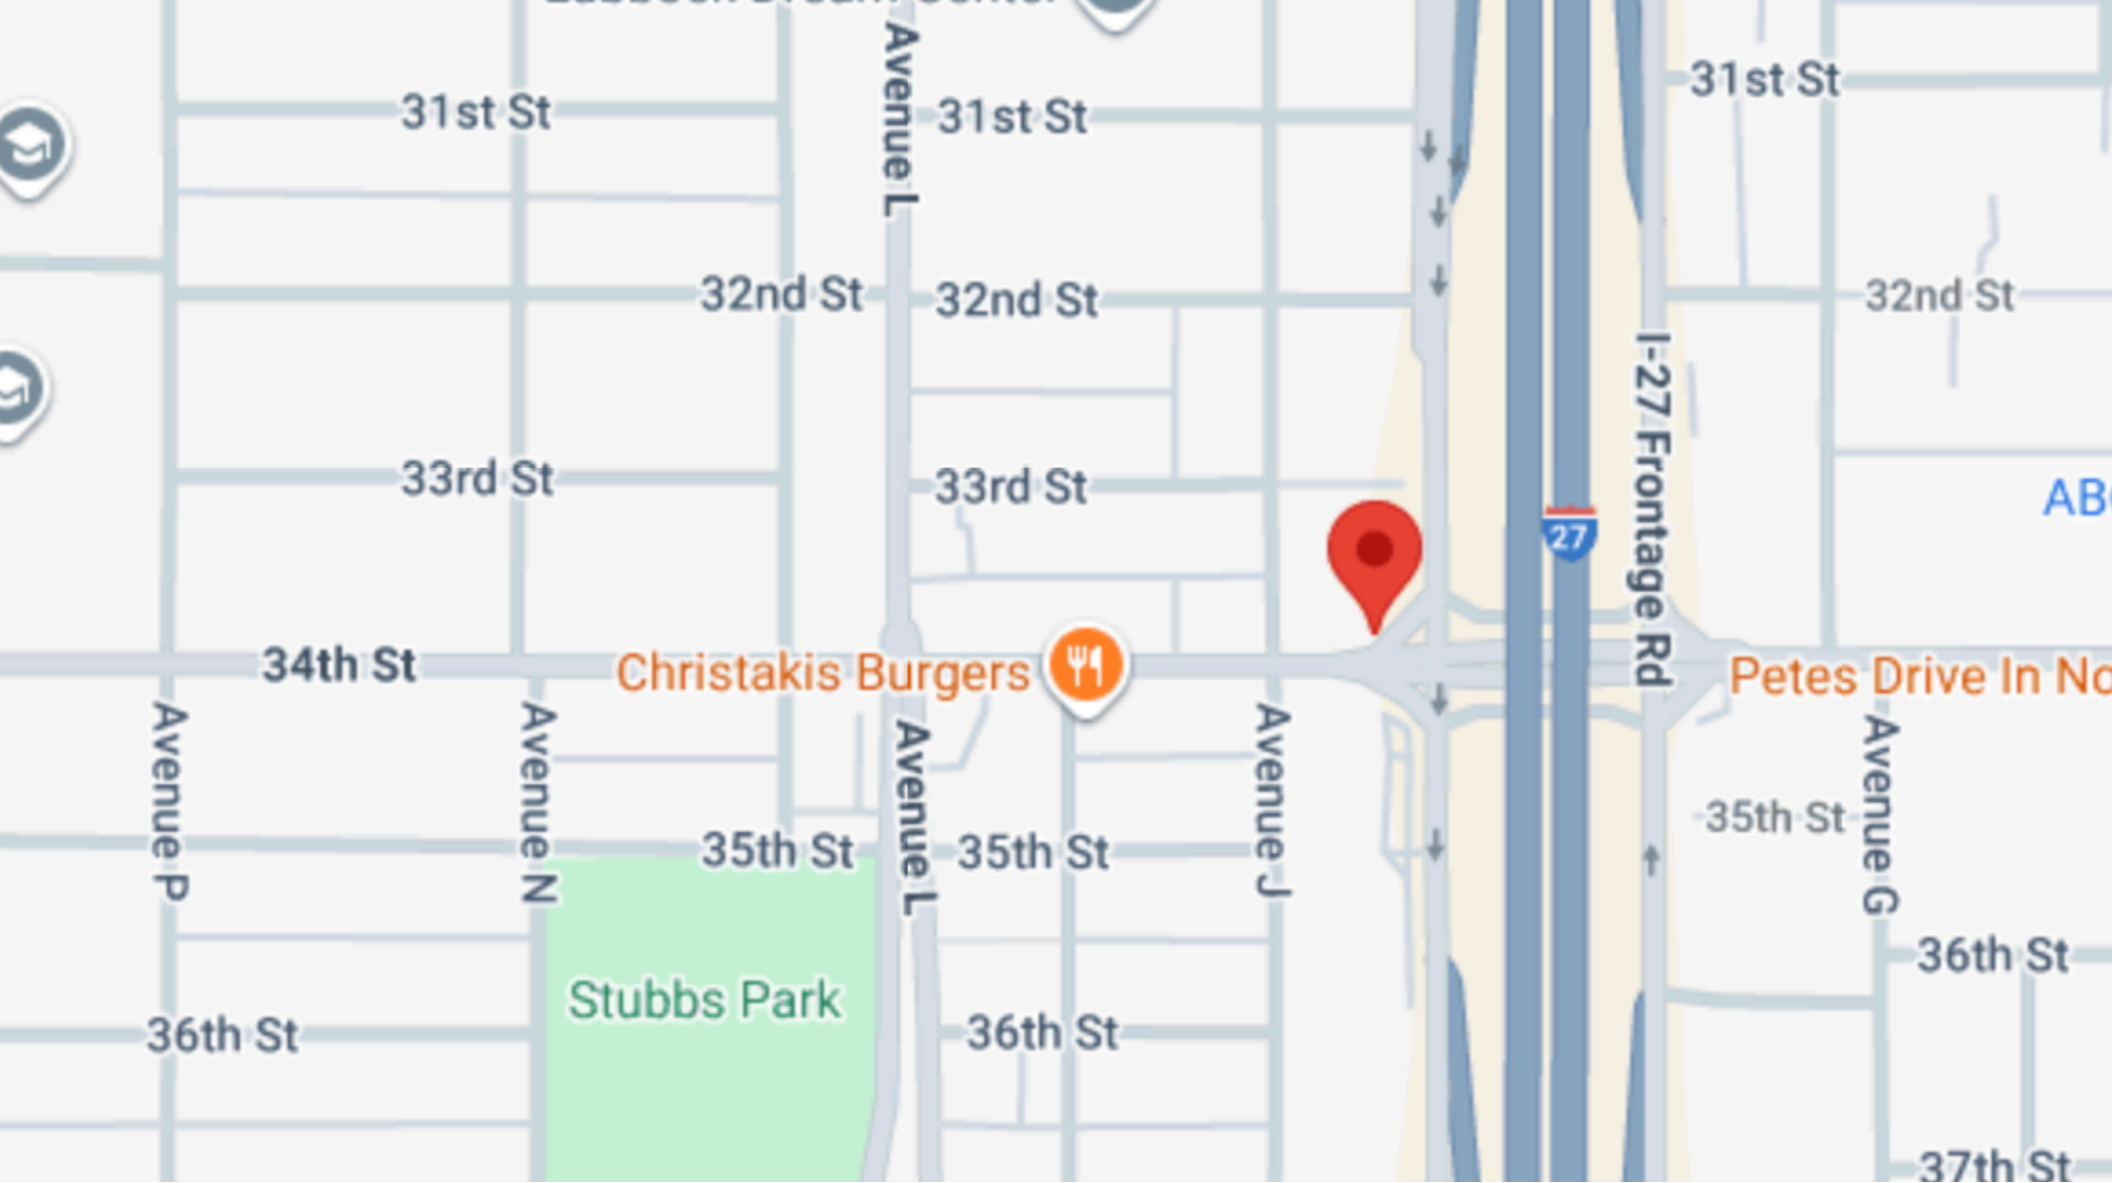 Avenue L
31st St
31st St
31st St
32nd St
32nd St
32nd St
I-27 Frontage Rd
33rd St
33rd St
27
34th St
Christakis Burgers
Petes Drive In No
Avenue P
Avenue N
Avenue L
Avenue J
Avenue G
35th St
35th St
35th St
36th St
Stubbs Park
36th St
36th St
37th St